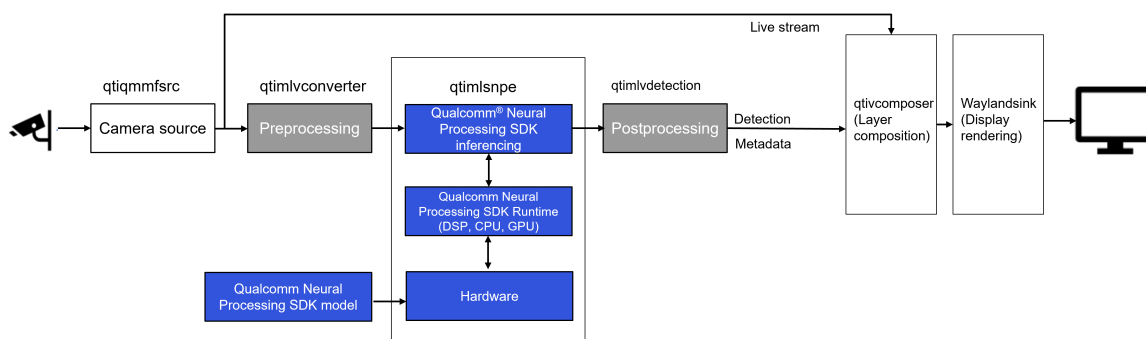 Live stream
qtiqmmfsrc
qtimlvconverter
qtimlsnpe
qtimlvdetection
Camera source
Preprocessing
Qualcomm® Neural
Processing SDK
inferencing
Postprocessing
Detection
Metadata
qtivcomposer
(Layer
composition)
Waylandsink
(Display
rendering)
Qualcomm Neural
Processing SDK Runtime
(DSP, CPU, GPU)
Qualcomm Neural
Processing SDK model
Hardware